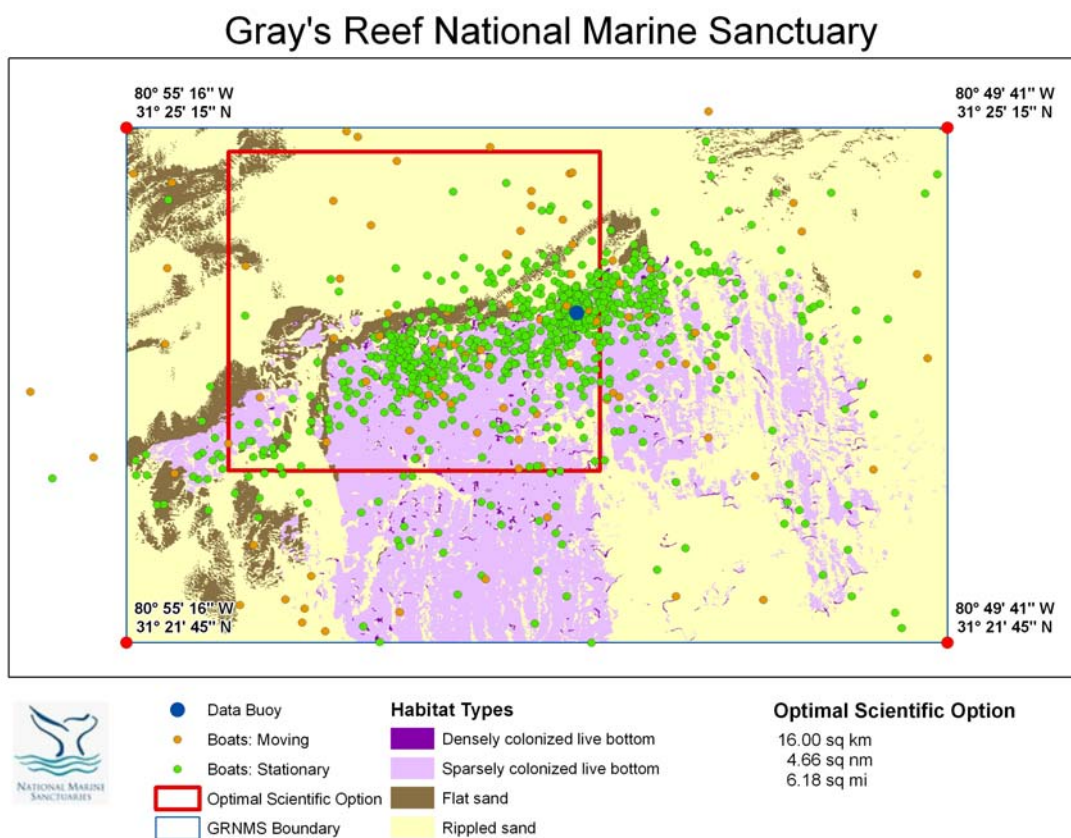 Gray's Reef National Marine Sanctuary
80° 55' 16" W
31° 25' 15" N
80° 49' 41" W
31° 25' 15" N
80° 55' 16" W
31° 21' 45" N
80° 49' 41" W
31° 21' 45" N
Data Buoy
Boats: Moving
Boats: Stationary
Optimal Scientific Option
GRNMS Boundary
Habitat Types
Densely colonized live bottom
Sparsely colonized live bottom
Flat sand
Rippled sand
Optimal Scientific Option
16.00 sq km
4.66 sq nm
6.18 sq mi
NATIONAL MARINE
SANCTUARIES